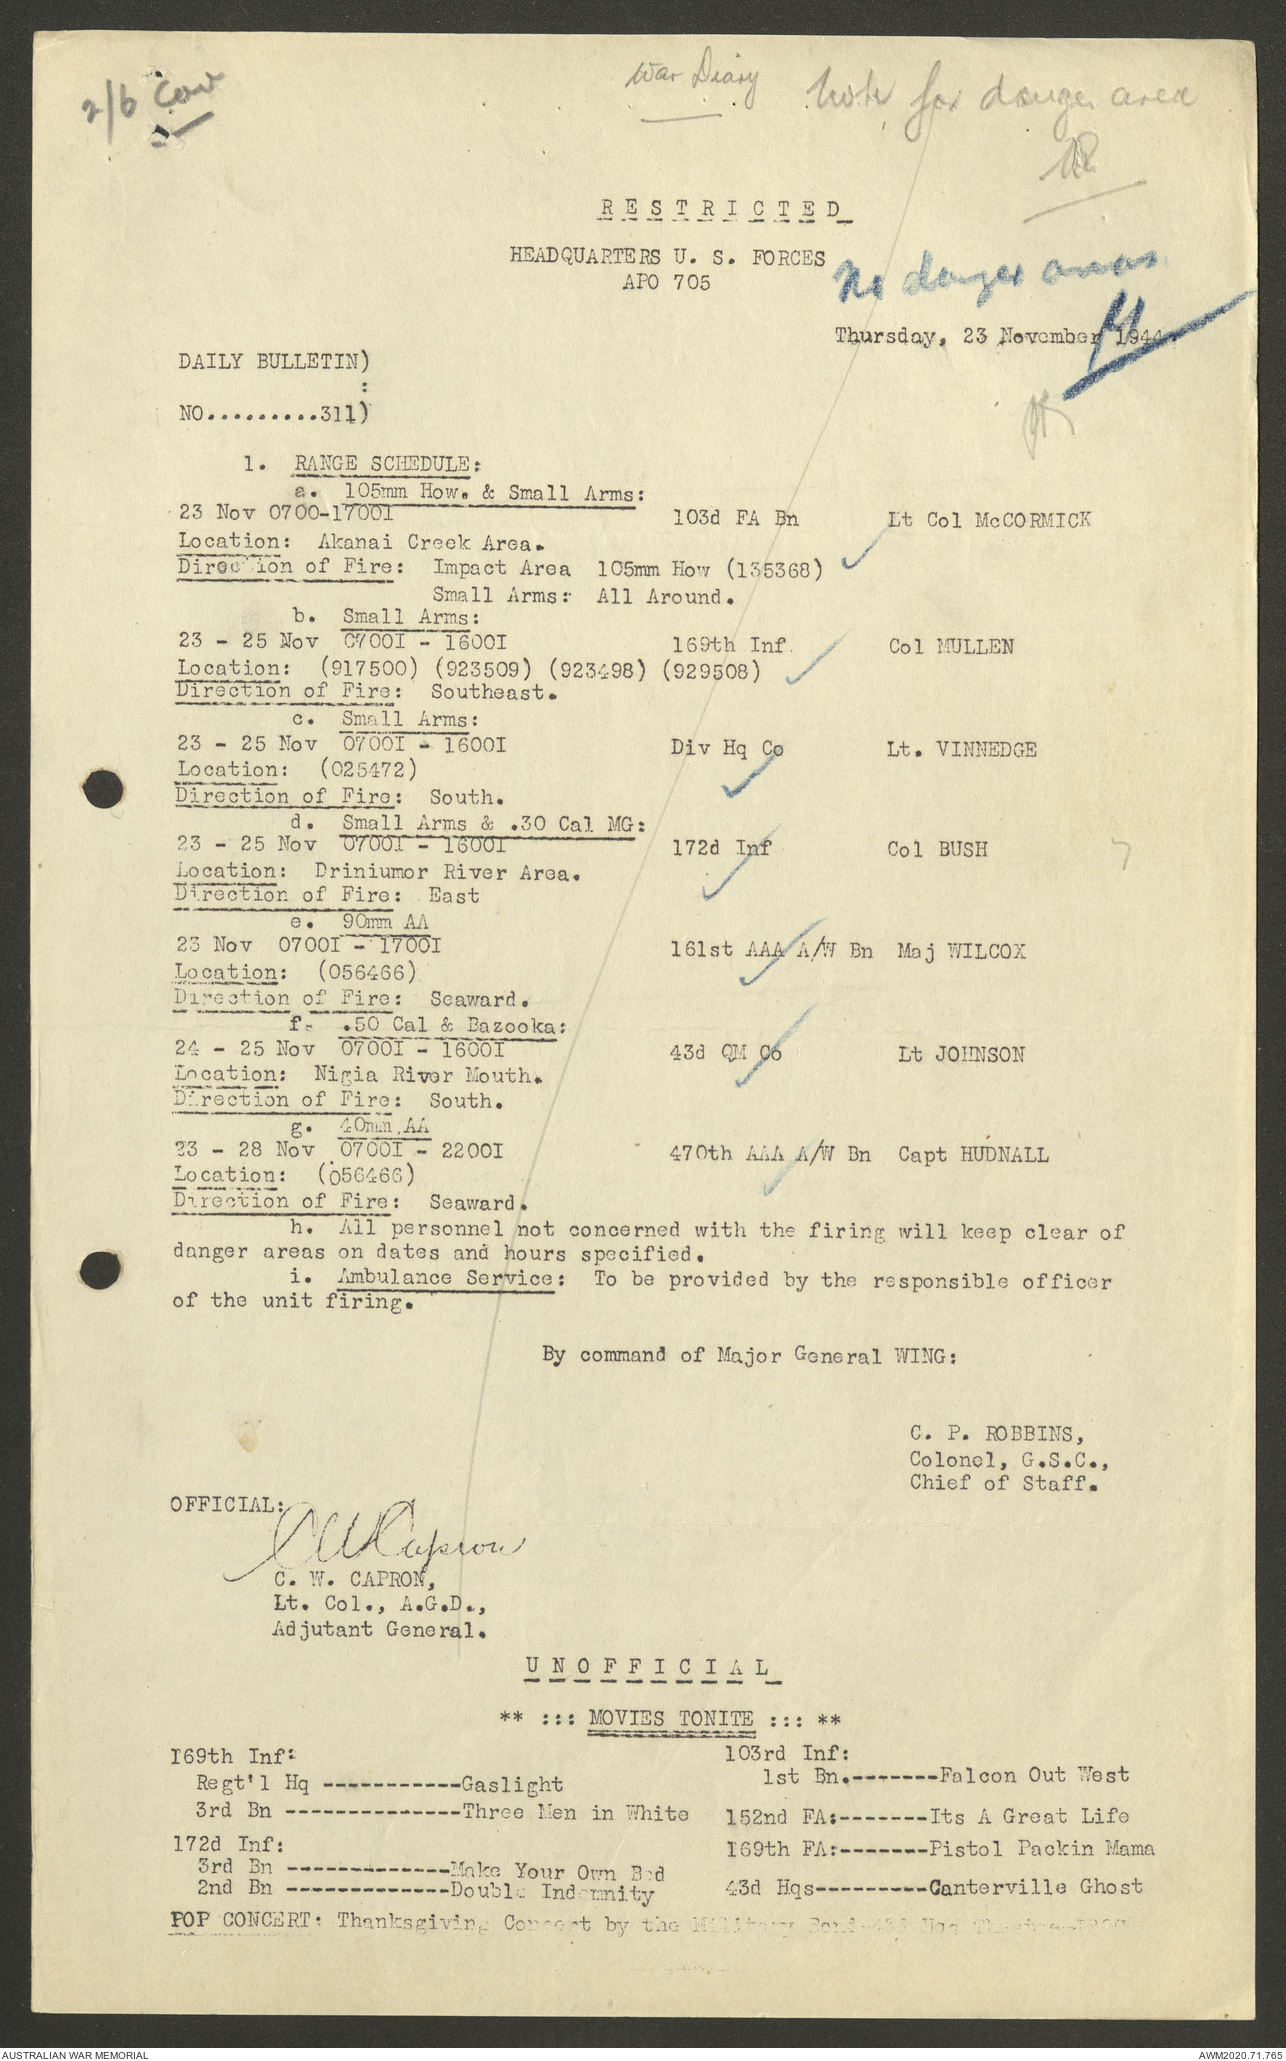 2/6 Cav
War Diary
Note for danger area
RESTRICTED
HEADQUARTERS U. S. FORCES
APO 705
No danger areas
Thursday, 23 November 1944
DAILY BULLETIN)
:
NO.........311)
1. RANGE SCHEDULE:
a. 105mm How. & Small Arms:
23 Nov 0700-1700I 103d FA Bn Lt Col McCORMICK
Location: Akanai Creek Area.
Direction of Fire: Impact Area 105mm How (135368)
Small Arms: All Around.
b. Small Arms:
23 - 25 Nov 0700I - 1600I 169th Inf. Col MULLEN
Location: (917500) (923509) (923498) (929508)
Direction of Fire: Southeast.
c. Small Arms:
23 - 25 Nov 0700I - 1600I Div Hq Co Lt. VINNEDGE
Location: (025472)
Direction of Fire: South.
d. Small Arms & .30 Cal MG:
23 - 25 Nov 0700I - 1600I 172d Inf Col BUSH
Location: Driniumor River Area.
Direction of Fire: East
e. 90mm AA
23 Nov 0700I - 1700I 161st AAA A/W Bn Maj WILCOX
Location: (056466)
Direction of Fire: Seaward.
f. .50 Cal & Bazooka:
24 - 25 Nov 0700I - 1600I 43d QM Co Lt JOHNSON
Location: Nigia River Mouth.
Direction of Fire: South.
g. 40mm AA
23 - 28 Nov 0700I - 2200I 470th AAA A/W Bn Capt HUDNALL
Location: (056466)
Direction of Fire: Seaward.
h. All personnel not concerned with the firing will keep clear of
danger areas on dates and hours specified.
i. Ambulance Service: To be provided by the responsible officer
of the unit firing.
By command of Major General WING:
C. P. ROBBINS,
Colonel, G.S.C.,
Chief of Staff.
OFFICIAL:
CWCapron
C. W. CAPRON,
Lt. Col., A.G.D.,
Adjutant General.
UNOFFICIAL
** ::: MOVIES TONITE ::: **
169th Inf: 103rd Inf:
Regt'l Hq -----------Gaslight 1st Bn.-------Falcon Out West
3rd Bn --------------Three Men in White 152nd FA:-------Its A Great Life
172d Inf: 169th FA:-------Pistol Packin Mama
3rd Bn -------------Make Your Own Bed
2nd Bn -------------Double Indemnity 43d Hqs---------Canterville Ghost
POP CONCERT: Thanksgiving Concert by the Military Band-43d Hqs Theatre
AUSTRALIAN WAR MEMORIAL AWM2020.71.765